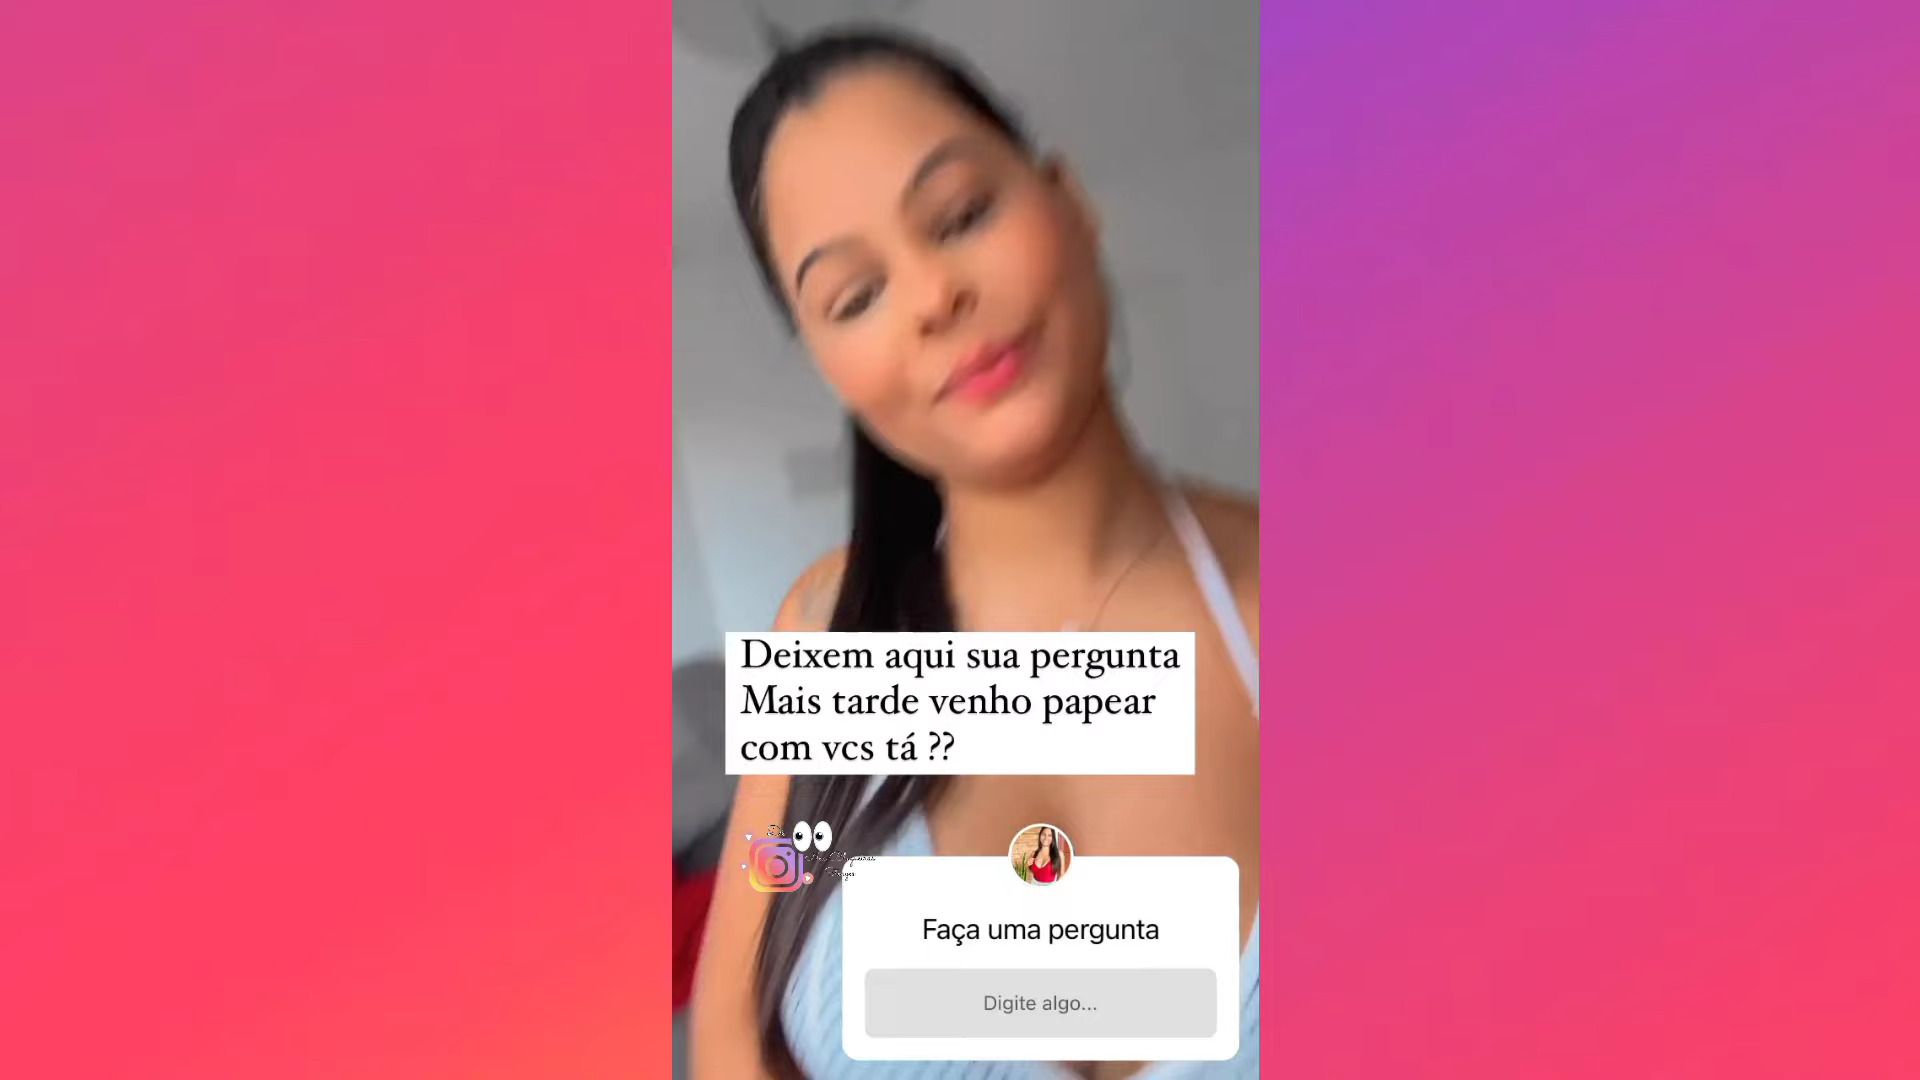 Deixem aqui sua pergunta
Mais tarde venho papear
com vcs tá ??
Faça uma pergunta
Digite algo...